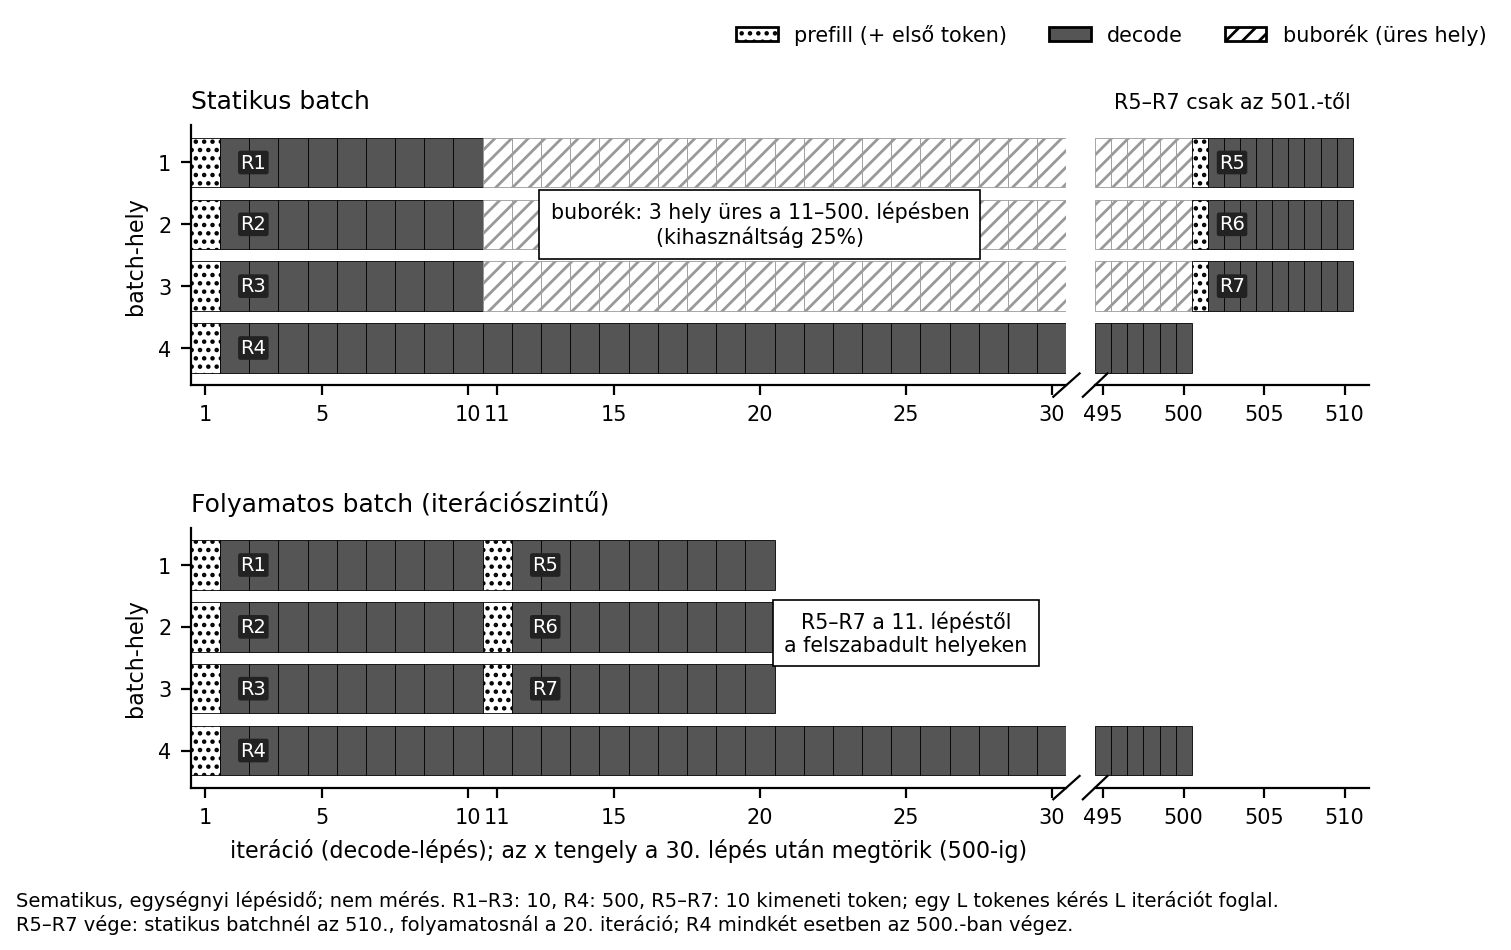 prefill (+ első token) decode buborék (üres hely)
Statikus batch R5–R7 csak az 501.-től
batch-hely
1 R1 R5
buborék: 3 hely üres a 11–500. lépésben
(kihasználtság 25%)
2 R2 R6
3 R3 R7
4 R4
1 5 10 11 15 20 25 30 495 500 505 510
Folyamatos batch (iterációszintű)
batch-hely
1 R1 R5
2 R2 R6
R5–R7 a 11. lépéstől
a felszabadult helyeken
3 R3 R7
4 R4
1 5 10 11 15 20 25 30 495 500 505 510
iteráció (decode-lépés); az x tengely a 30. lépés után megtörik (500-ig)
Sematikus, egységnyi lépésidő; nem mérés. R1–R3: 10, R4: 500, R5–R7: 10 kimeneti token; egy L tokenes kérés L iterációt foglal.
R5–R7 vége: statikus batchnél az 510., folyamatosnál a 20. iteráció; R4 mindkét esetben az 500.-ban végez.